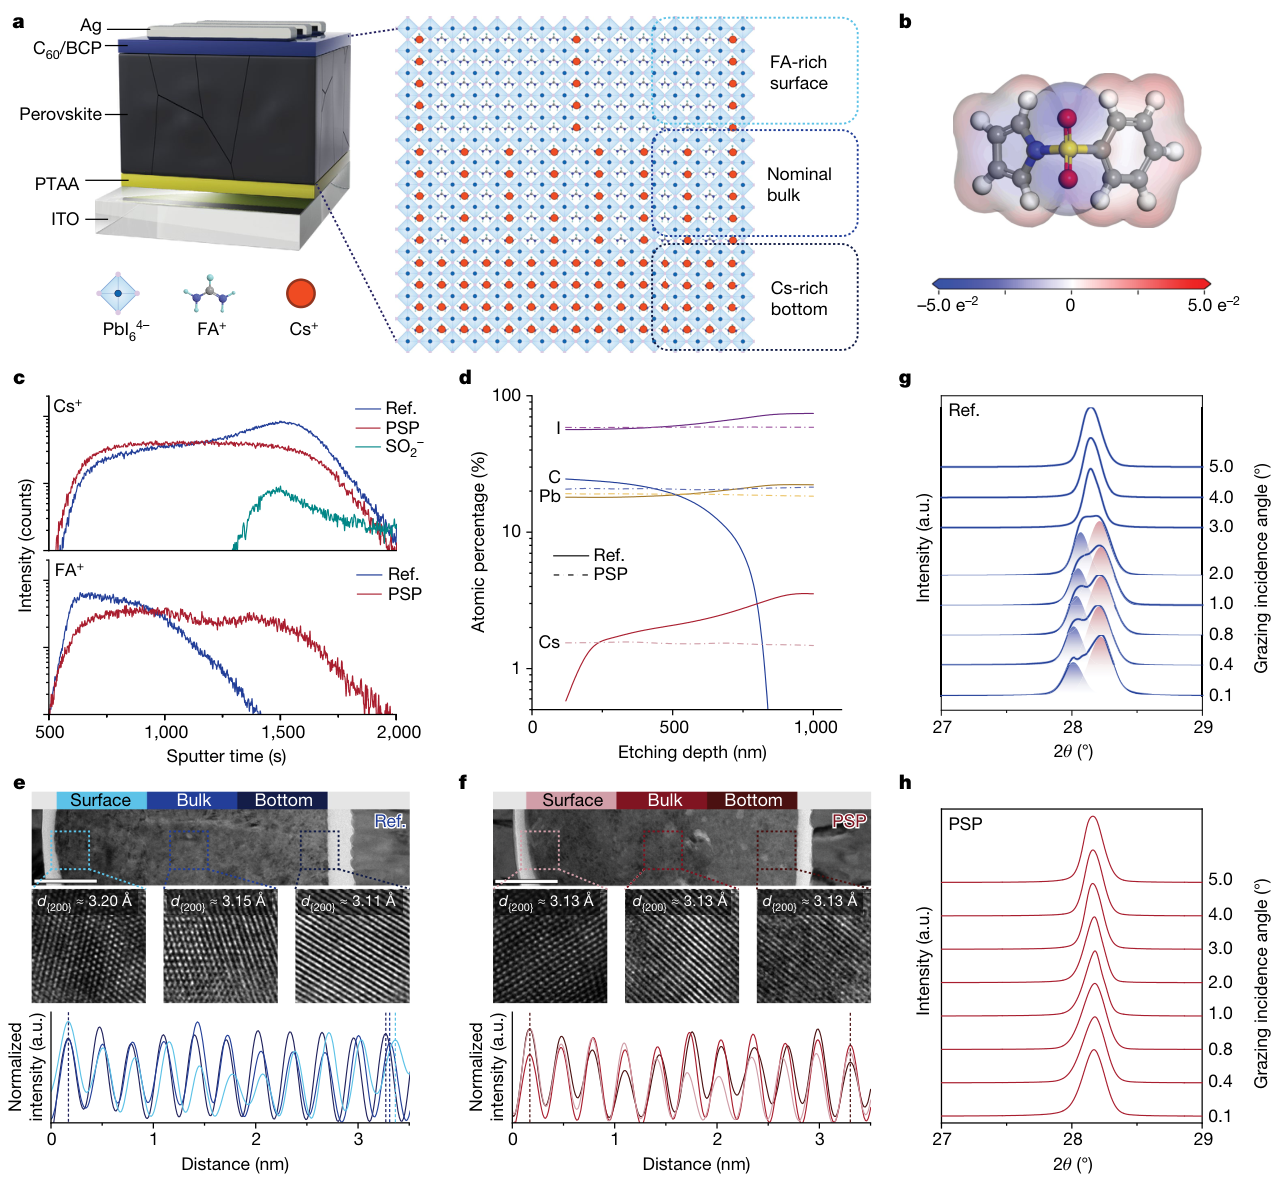 a
Ag
C60/BCP
Perovskite
PTAA
ITO
PbI6^4−
FA+
Cs+
FA-rich
surface
Nominal
bulk
Cs-rich
bottom
b
−5.0 e−2
0
5.0 e−2
c
Cs+
Ref.
PSP
SO2−
FA+
Ref.
PSP
Intensity (counts)
500
1,000
1,500
2,000
Sputter time (s)
d
100
10
1
Atomic percentage (%)
I
C
Pb
Cs
Ref.
PSP
0
500
1,000
Etching depth (nm)
g
Ref.
5.0
4.0
3.0
2.0
1.0
0.8
0.4
0.1
Intensity (a.u.)
Grazing incidence angle (°)
27
28
29
2θ (°)
e
Surface
Bulk
Bottom
Ref.
d{200} ≈ 3.20 Å
d{200} ≈ 3.15 Å
d{200} ≈ 3.11 Å
Normalized
intensity (a.u.)
0
1
2
3
Distance (nm)
f
Surface
Bulk
Bottom
PSP
d{200} ≈ 3.13 Å
d{200} ≈ 3.13 Å
d{200} ≈ 3.13 Å
Normalized
intensity (a.u.)
0
1
2
3
Distance (nm)
h
PSP
5.0
4.0
3.0
2.0
1.0
0.8
0.4
0.1
Intensity (a.u.)
Grazing incidence angle (°)
27
28
29
2θ (°)